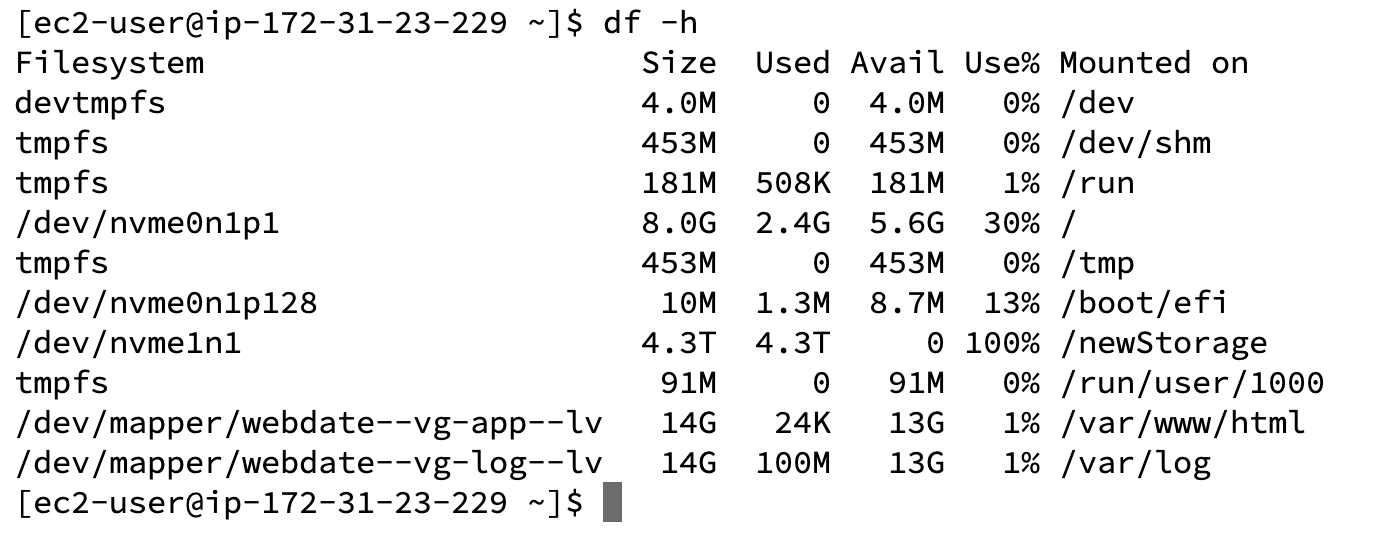 [ec2-user@ip-172-31-23-229 ~]$ df -h
Filesystem                       Size  Used Avail Use% Mounted on
devtmpfs                         4.0M     0  4.0M   0% /dev
tmpfs                            453M     0  453M   0% /dev/shm
tmpfs                            181M  508K  181M   1% /run
/dev/nvme0n1p1                   8.0G  2.4G  5.6G  30% /
tmpfs                            453M     0  453M   0% /tmp
/dev/nvme0n1p128                  10M  1.3M  8.7M  13% /boot/efi
/dev/nvme1n1                     4.3T  4.3T     0 100% /newStorage
tmpfs                             91M     0   91M   0% /run/user/1000
/dev/mapper/webdate--vg-app--lv   14G   24K   13G   1% /var/www/html
/dev/mapper/webdate--vg-log--lv   14G  100M   13G   1% /var/log
[ec2-user@ip-172-31-23-229 ~]$